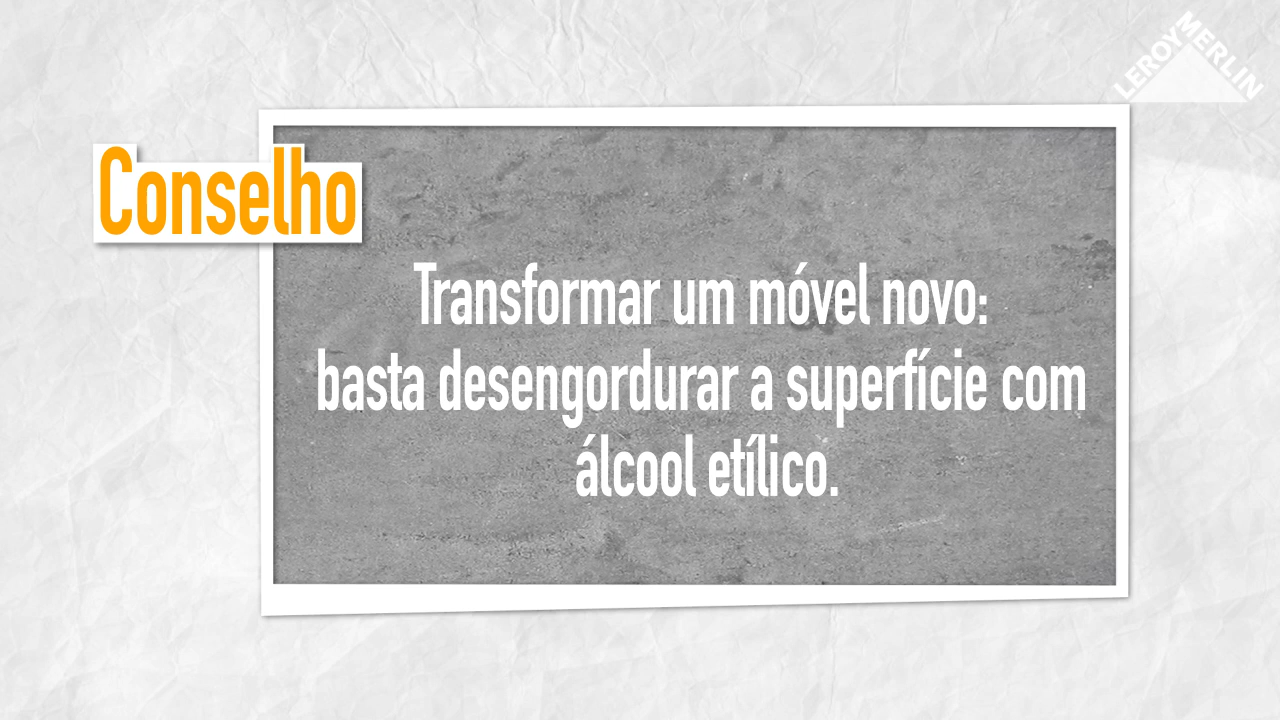 LEROY MERLIN
Conselho
Transformar um móvel novo:
basta desengordurar a superfície com
álcool etílico.